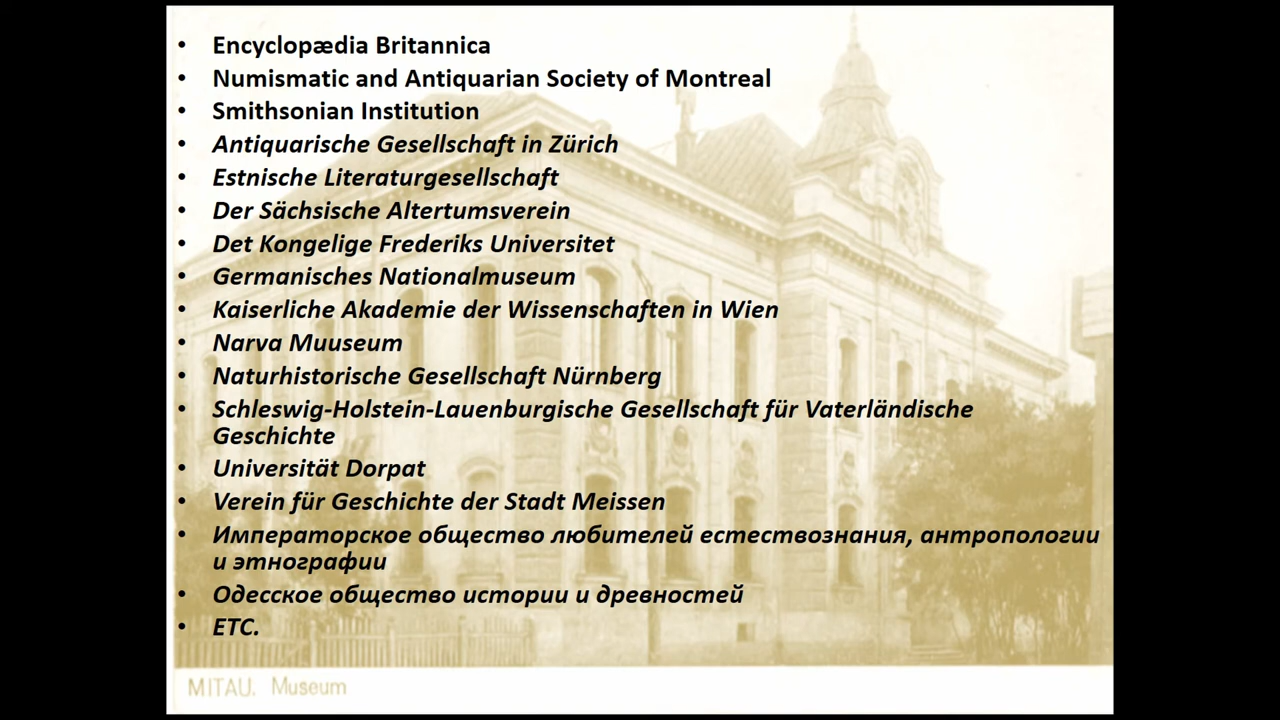 • Encyclopædia Britannica
• Numismatic and Antiquarian Society of Montreal
• Smithsonian Institution
• Antiquarische Gesellschaft in Zürich
• Estnische Literaturgesellschaft
• Der Sächsische Altertumsverein
• Det Kongelige Frederiks Universitet
• Germanisches Nationalmuseum
• Kaiserliche Akademie der Wissenschaften in Wien
• Narva Muuseum
• Naturhistorische Gesellschaft Nürnberg
• Schleswig-Holstein-Lauenburgische Gesellschaft für Vaterländische
Geschichte
• Universität Dorpat
• Verein für Geschichte der Stadt Meissen
• Императорское общество любителей естествознания, антропологии
и этнографии
• Одесское общество истории и древностей
• ETC.
MITAU. Museum